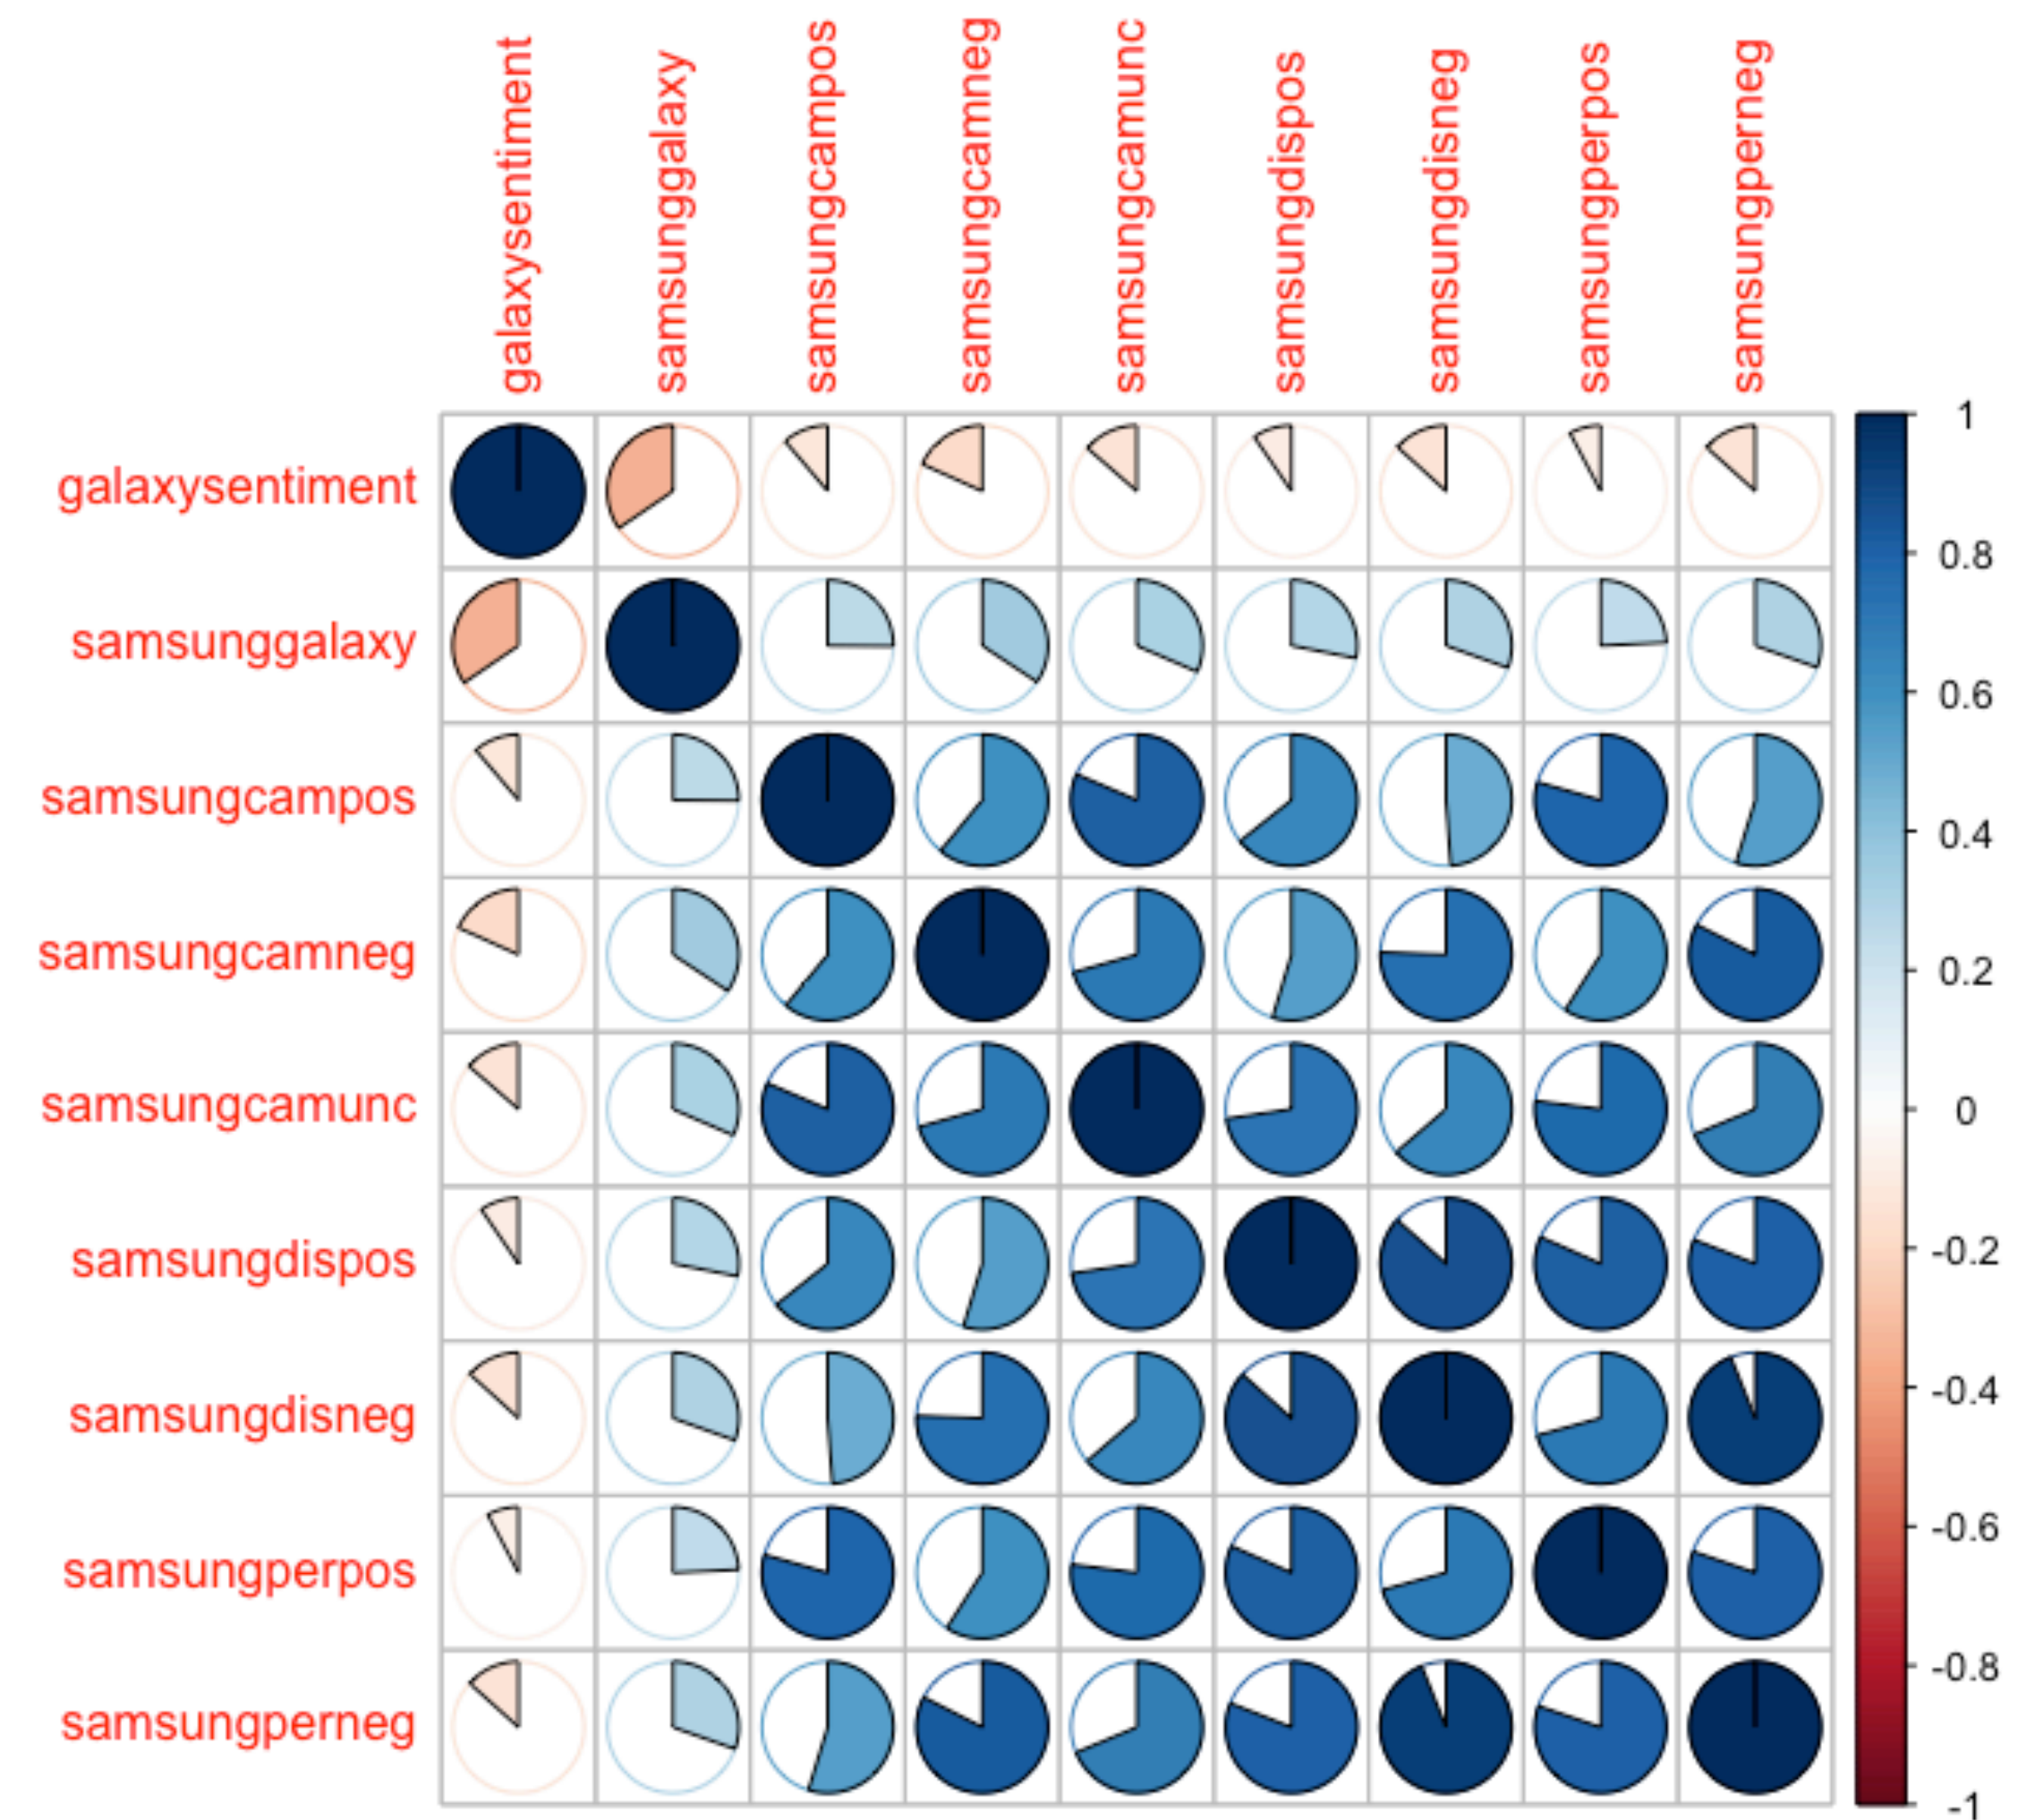 galaxysentiment
samsunggalaxy
samsungcampos
samsungcamneg
samsungcamunc
samsungdispos
samsungdisneg
samsungperpos
samsungperneg
galaxysentiment
samsunggalaxy
samsungcampos
samsungcamneg
samsungcamunc
samsungdispos
samsungdisneg
samsungperpos
samsungperneg
1
0.8
0.6
0.4
0.2
0
-0.2
-0.4
-0.6
-0.8
-1